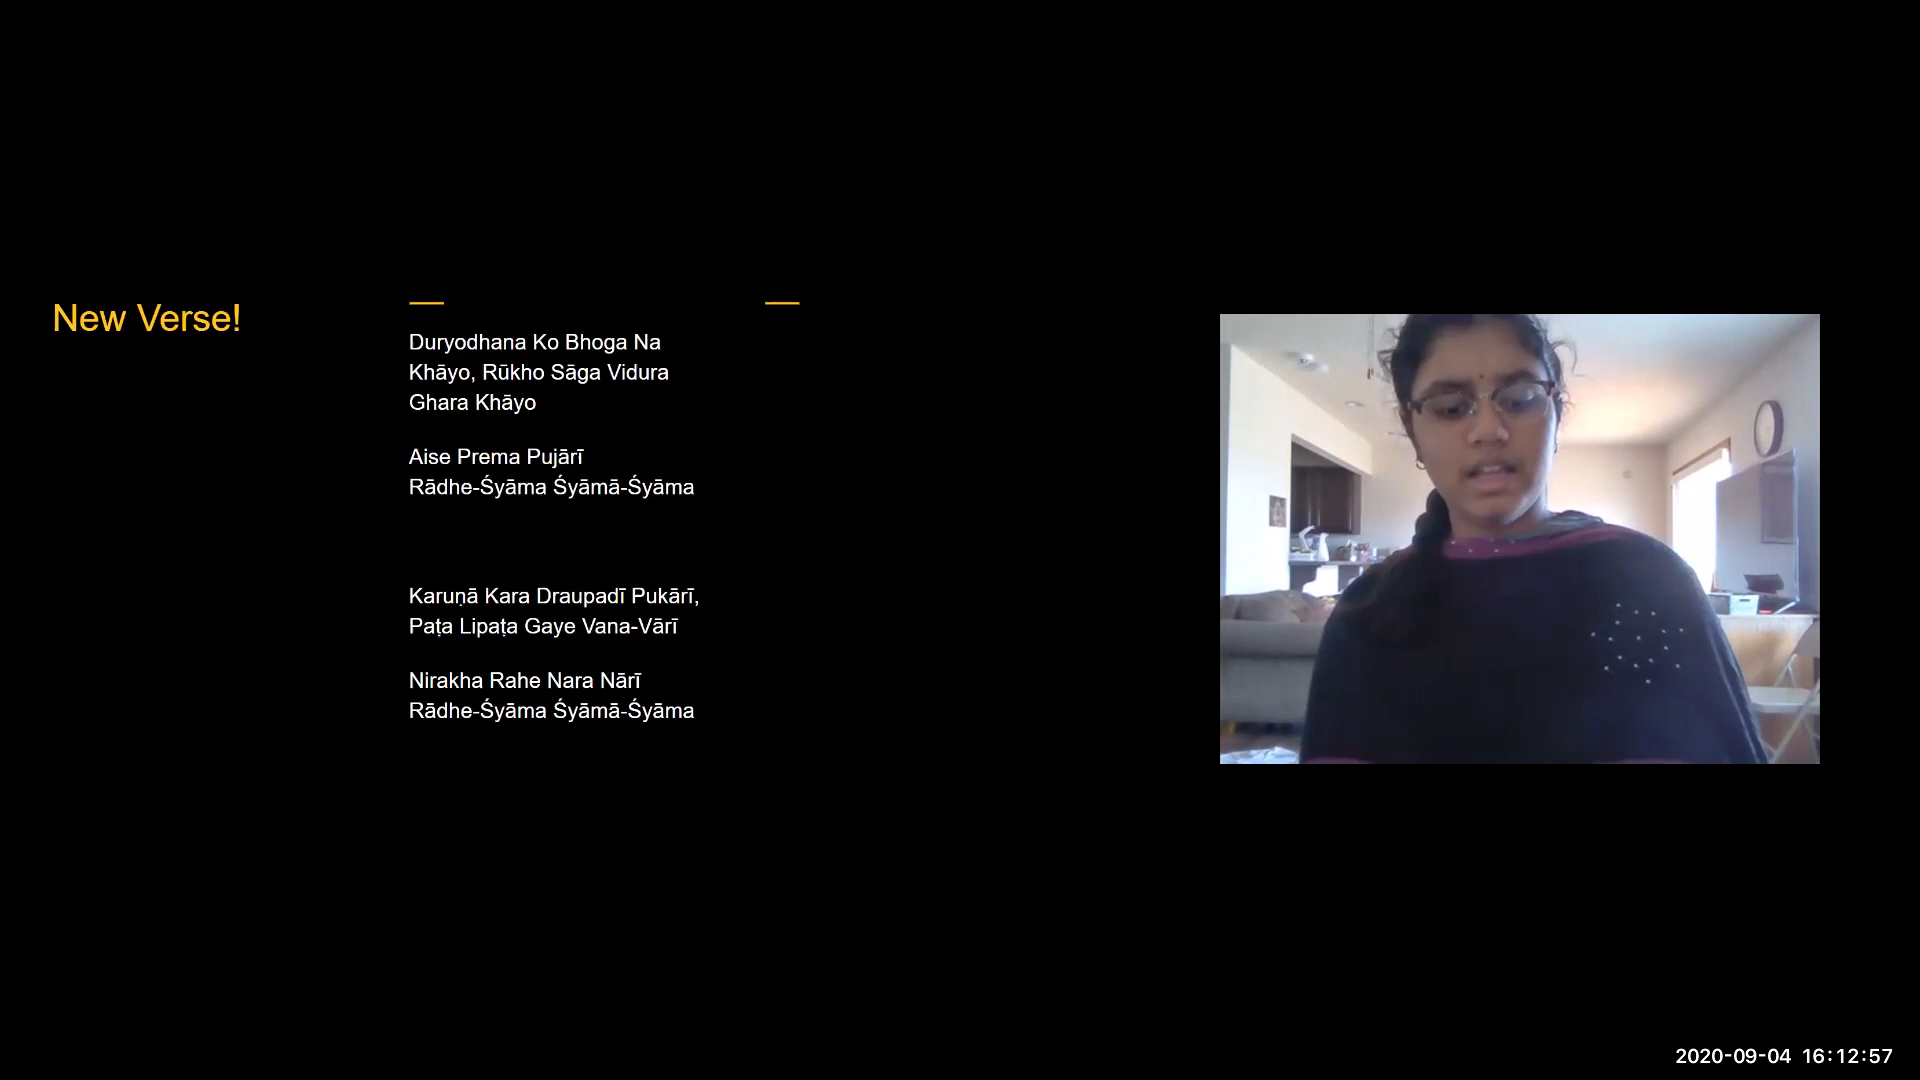 New Verse!
Duryodhana Ko Bhoga Na
Khāyo, Rūkho Sāga Vidura
Ghara Khāyo
Aise Prema Pujārī
Rādhe-Śyāma Śyāmā-Śyāma
Karuṇā Kara Draupadī Pukārī,
Paṭa Lipaṭa Gaye Vana-Vārī
Nirakha Rahe Nara Nārī
Rādhe-Śyāma Śyāmā-Śyāma
2020-09-04 16:12:57